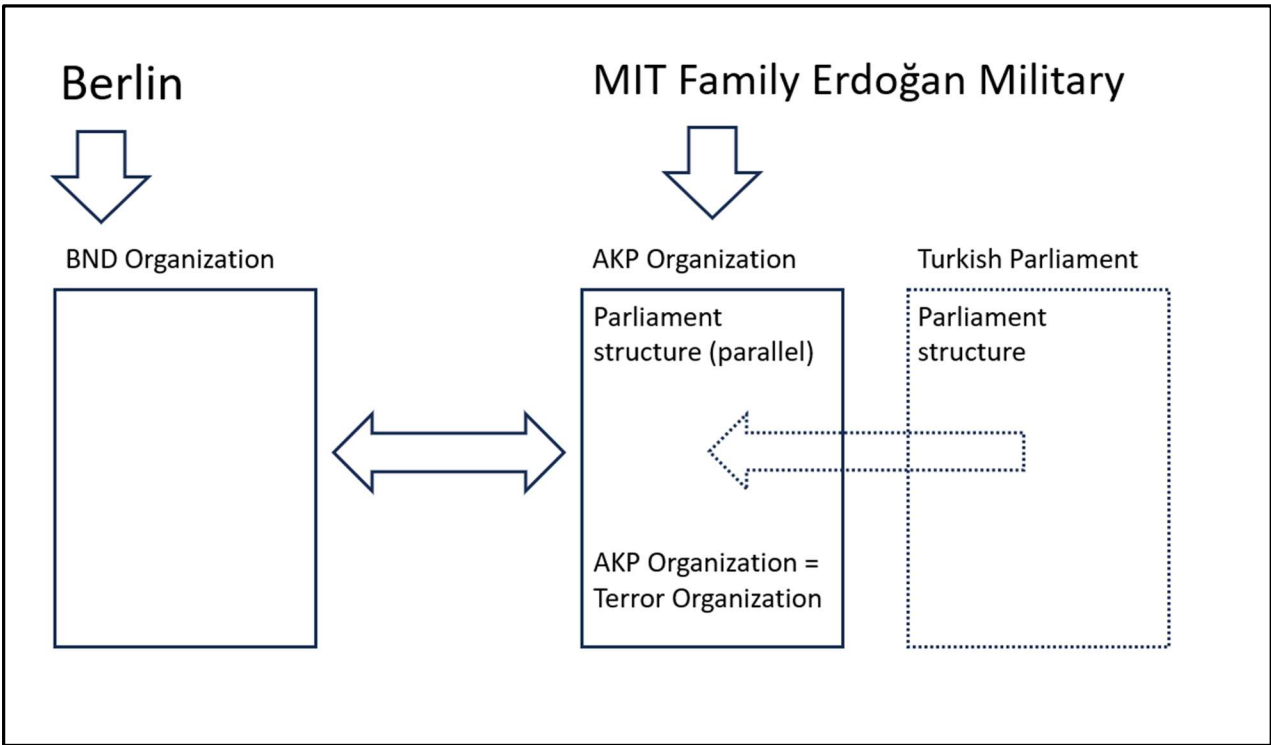 Berlin
MIT Family Erdoğan Military
BND Organization
AKP Organization
Turkish Parliament
Parliament
structure (parallel)
Parliament
structure
AKP Organization =
Terror Organization